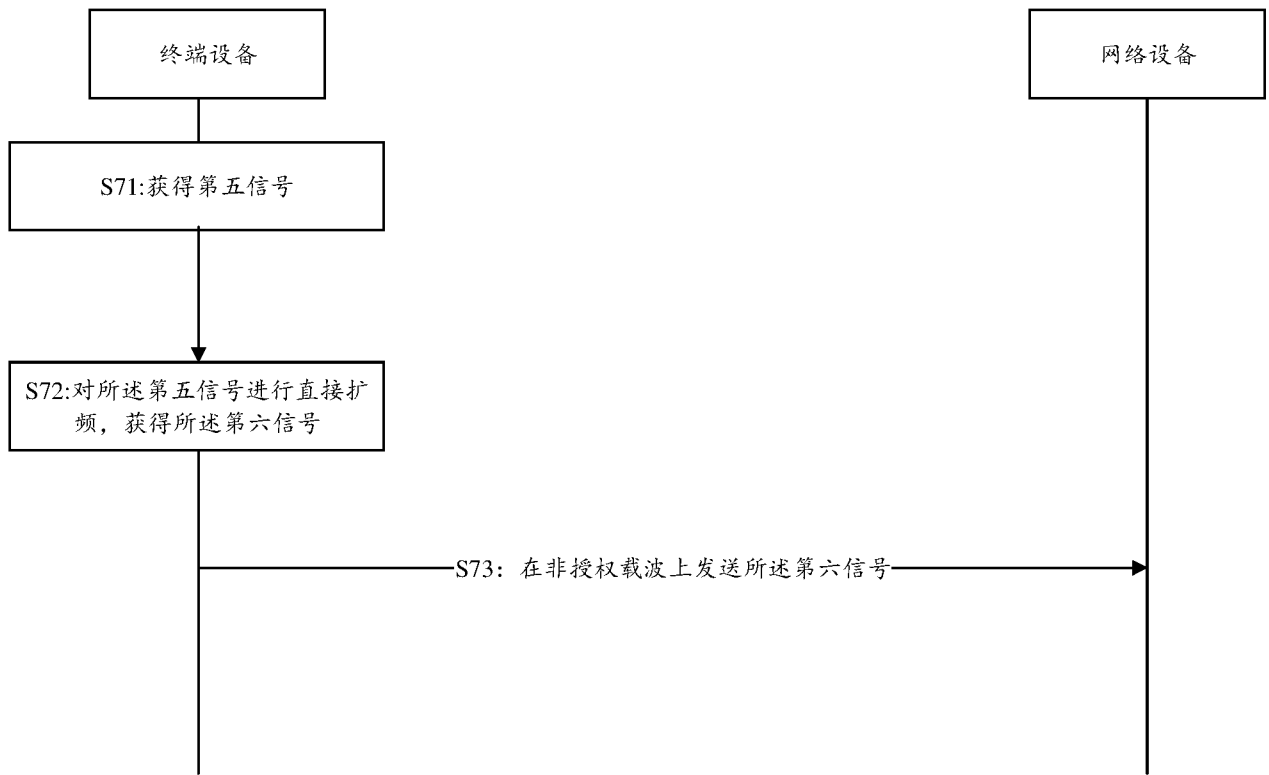 终端设备
网络设备
S71:获得第五信号
S72:对所述第五信号进行直接扩
频，获得所述第六信号
S73：在非授权载波上发送所述第六信号